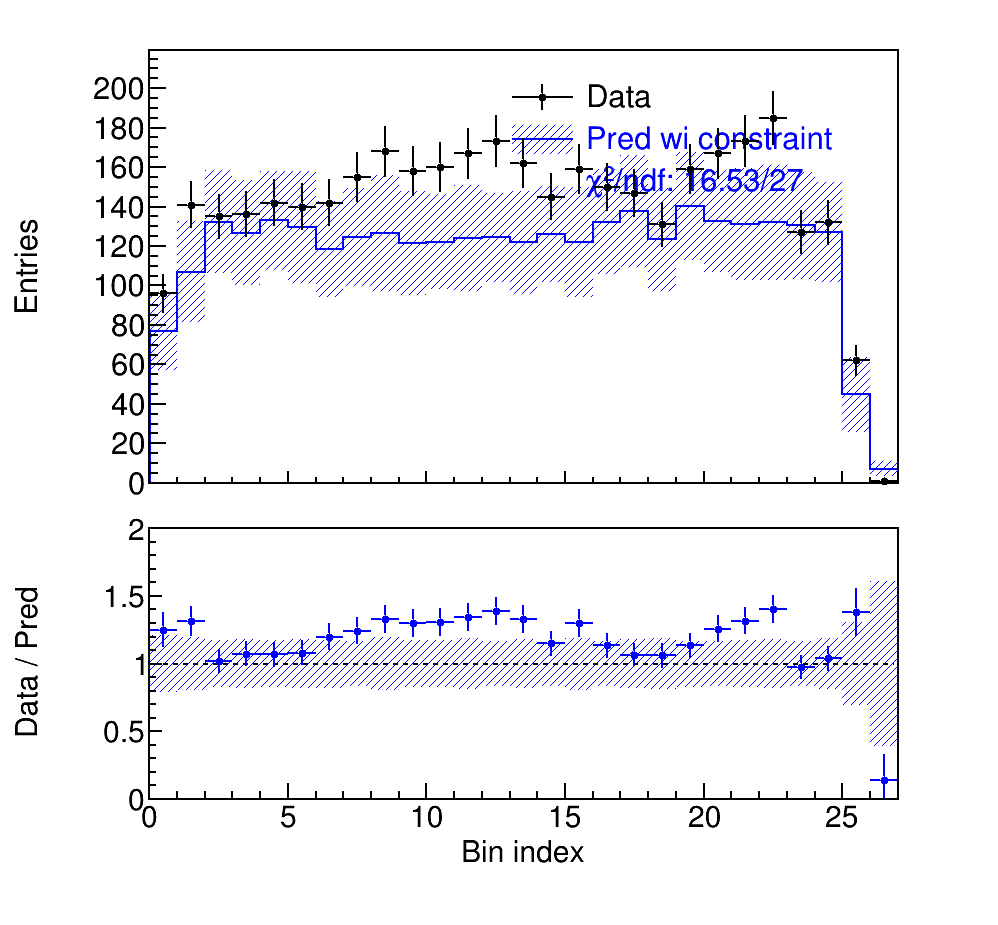 200
180
160
140
120
100
80
60
40
20
0
Entries
Data
Pred wi constraint
χ²/ndf: 16.53/27
2
1.5
1
0.5
0
Data / Pred
0 5 10 15 20 25
Bin index